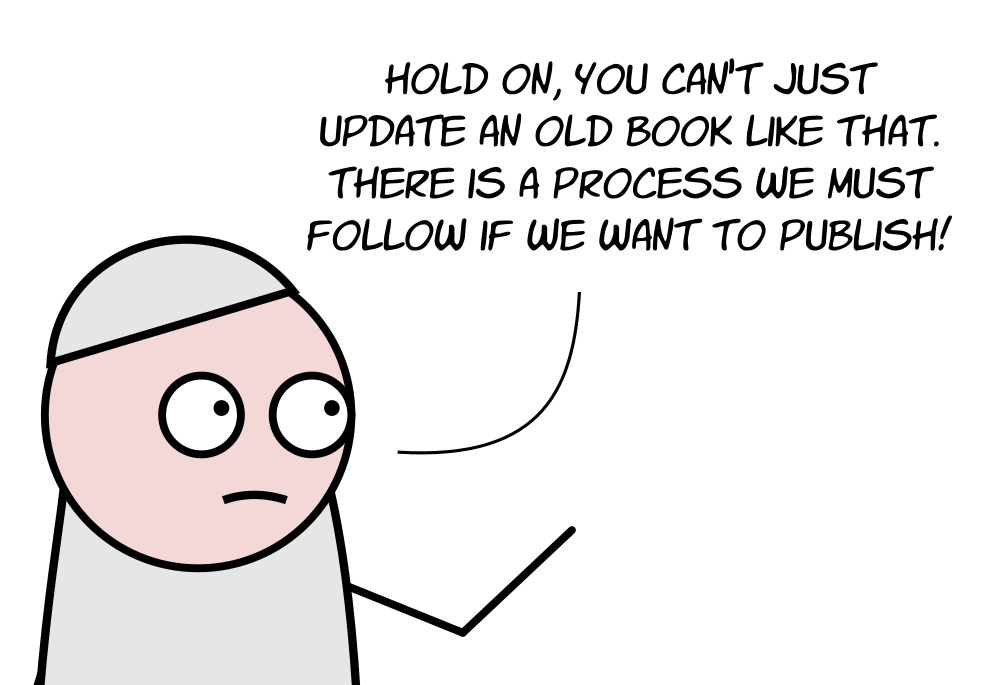 HOLD ON, YOU CAN'T JUST
UPDATE AN OLD BOOK LIKE THAT.
THERE IS A PROCESS WE MUST
FOLLOW IF WE WANT TO PUBLISH!